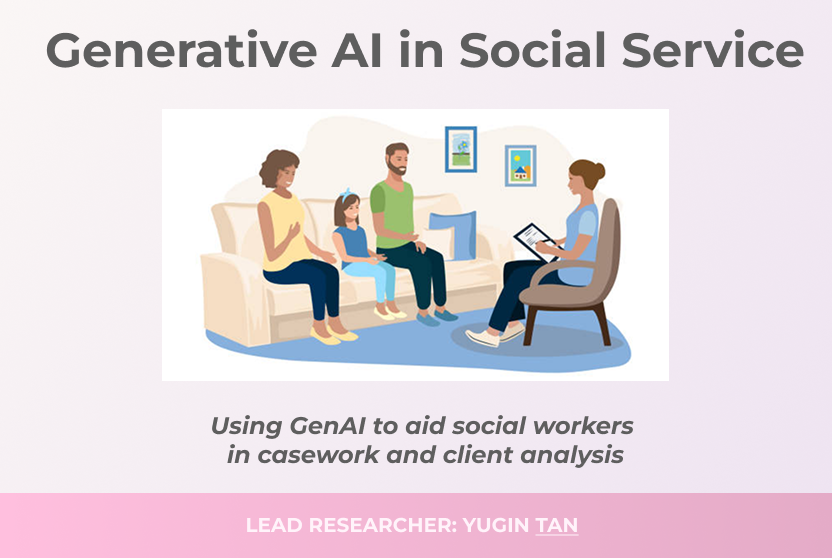 Generative AI in Social Service
Using GenAI to aid social workers
in casework and client analysis
LEAD RESEARCHER: YUGIN TAN